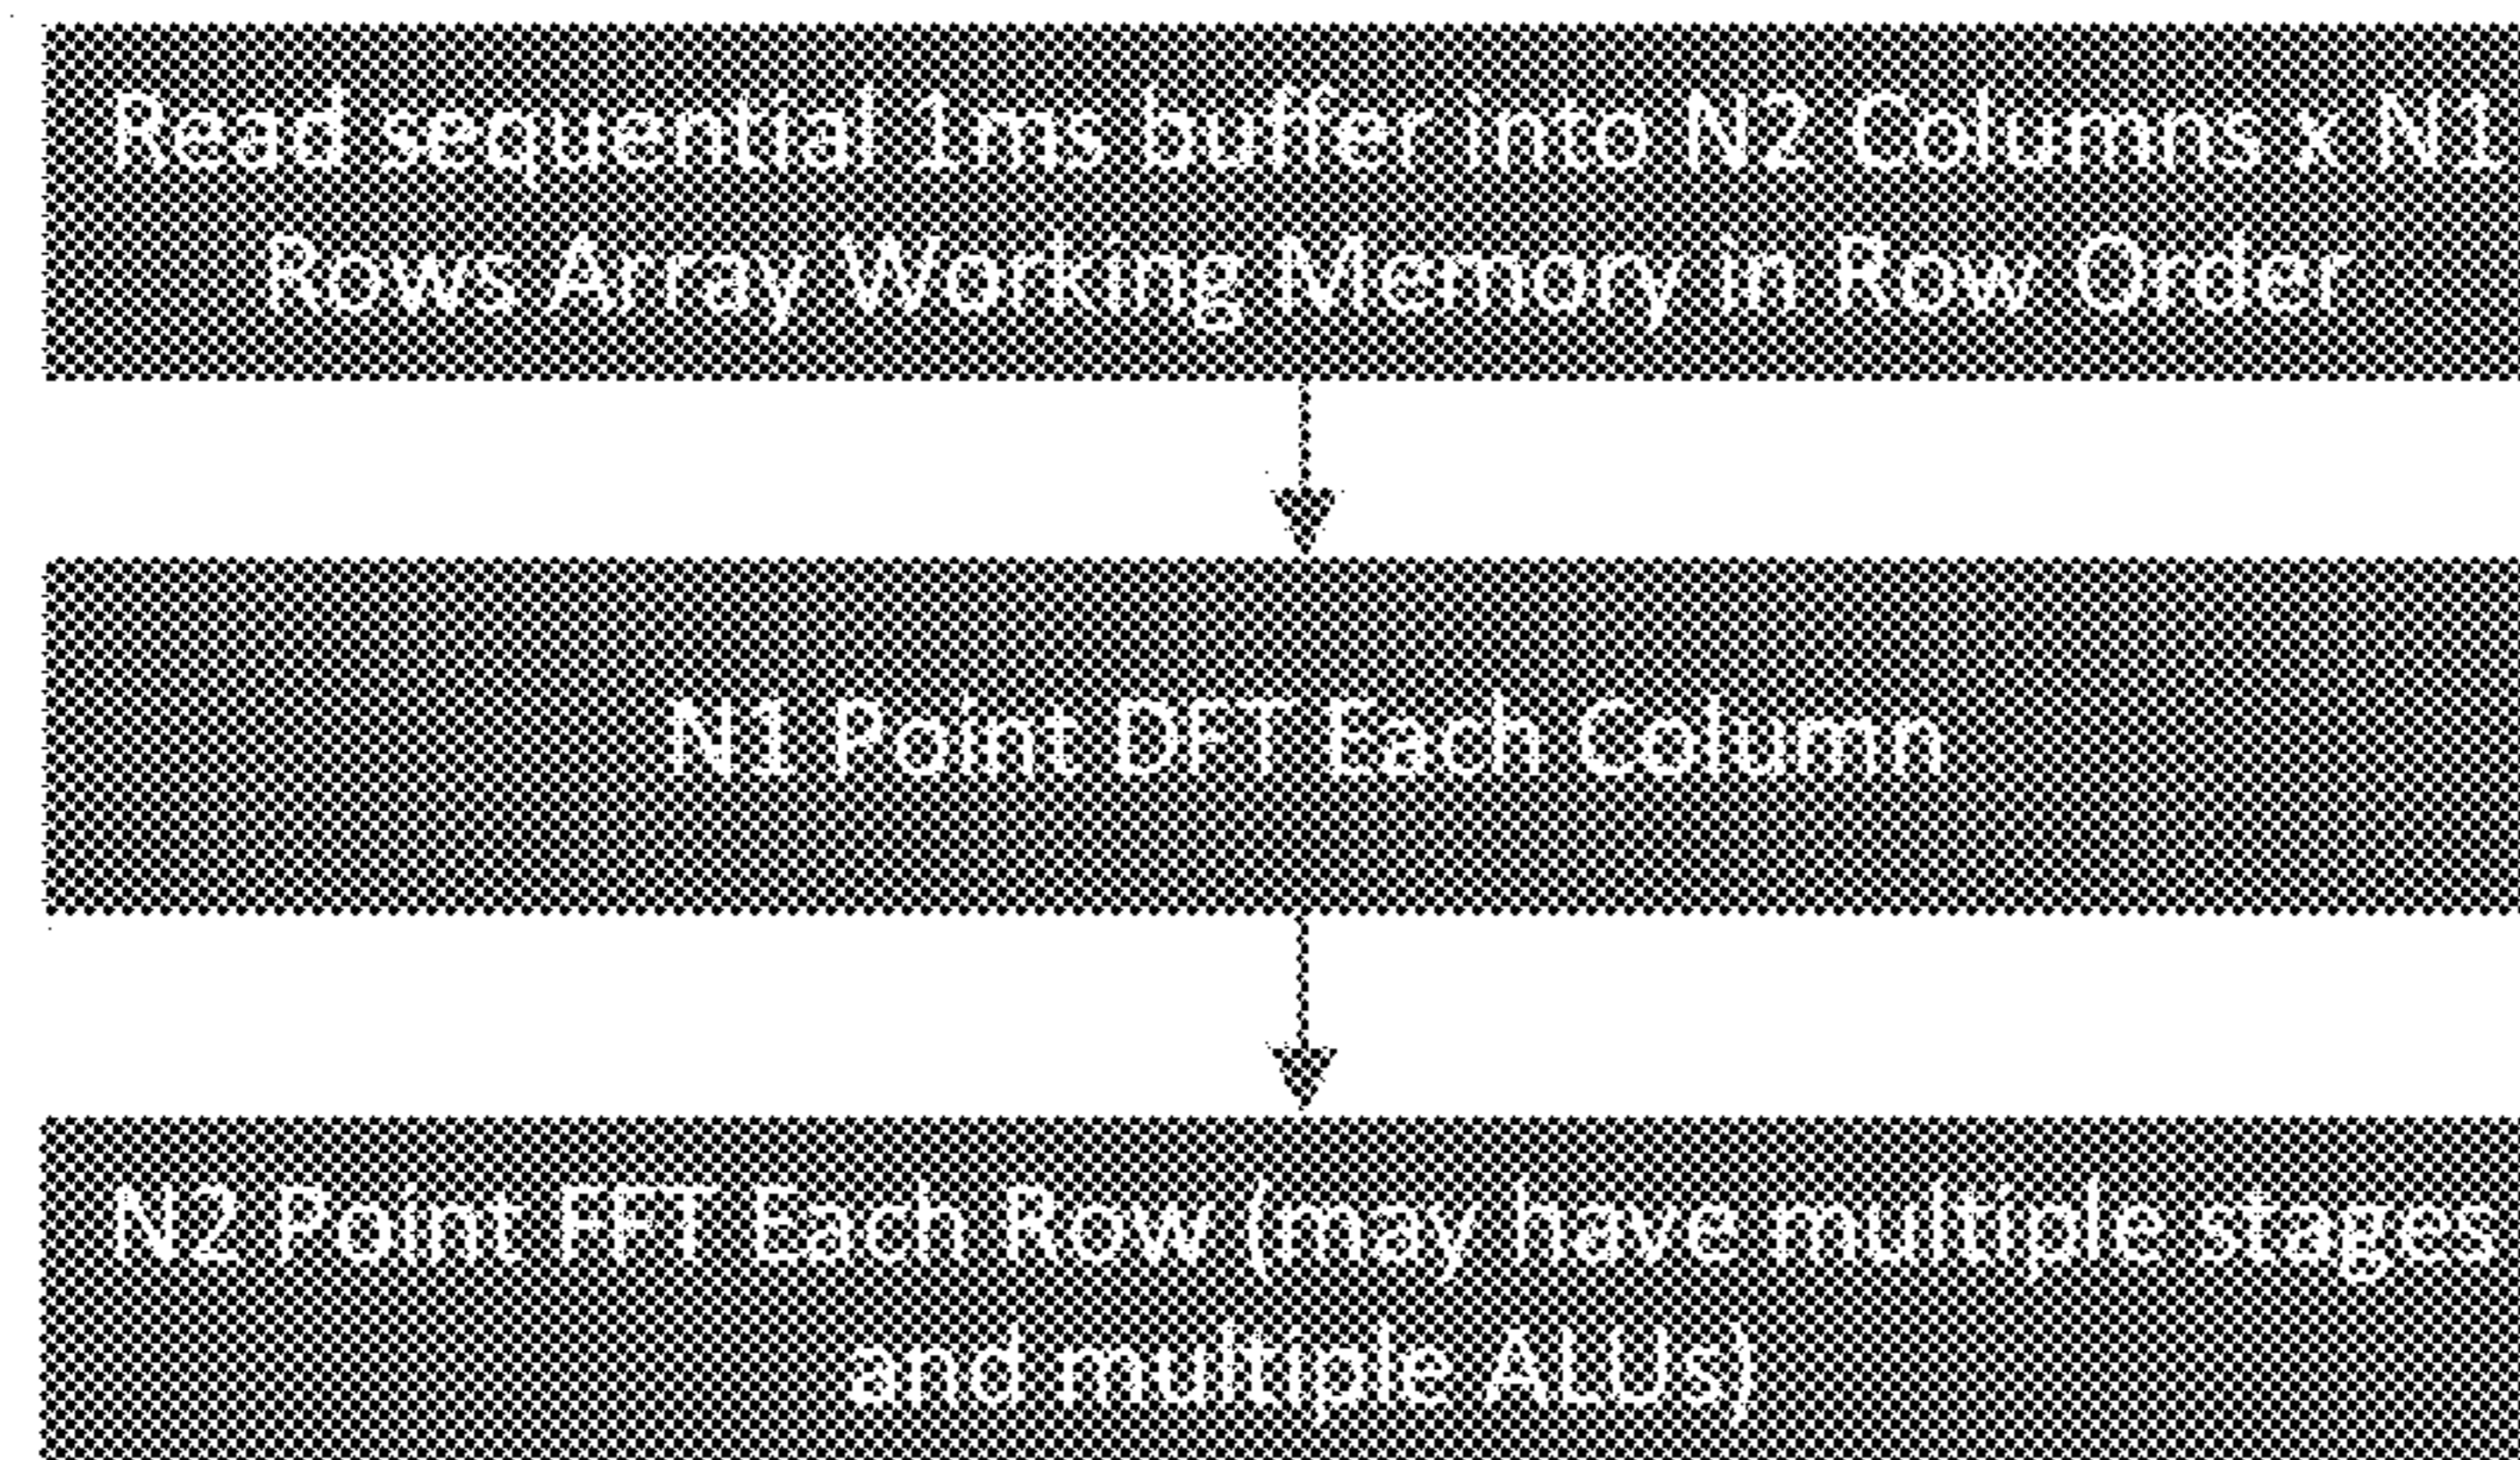 Read sequential 1ms buffer into N2 Columns x N1
Rows Array Working Memory in Row Order
N1 Point DFT Each Column
N2 Point FFT Each Row (may have multiple stages
and multiple ALUs)